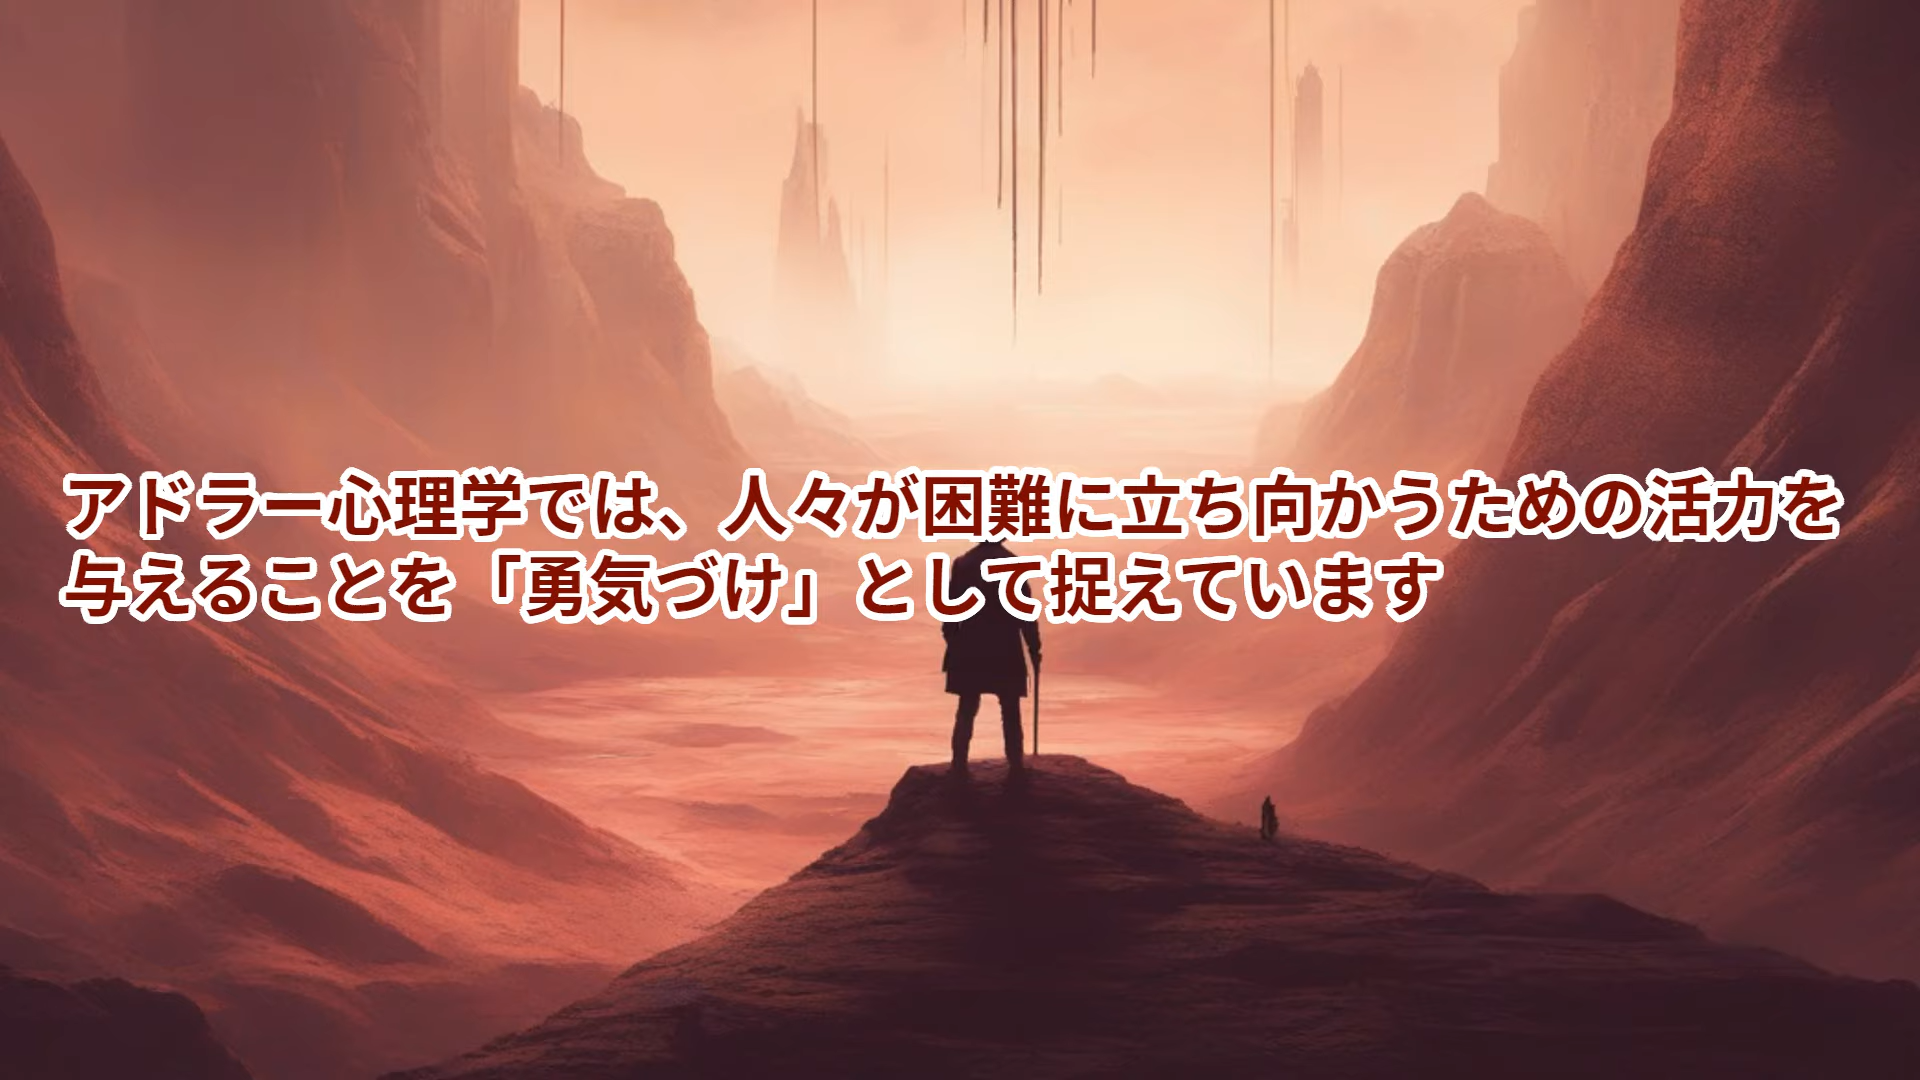 アドラー心理学では、人々が困難に立ち向かうための活力を
与えることを「勇気づけ」として捉えています